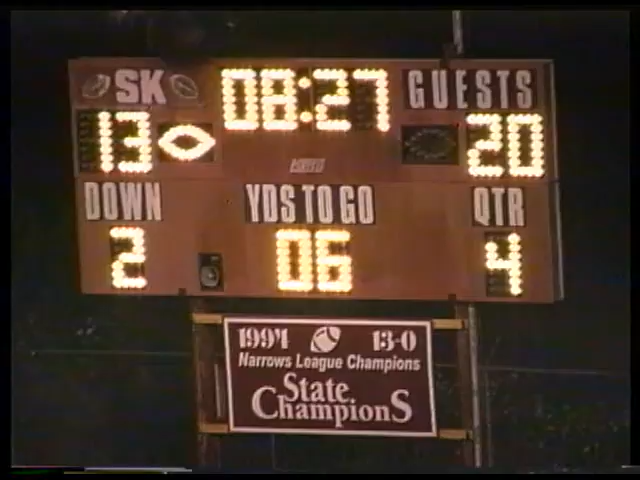 SK 08:27 GUESTS
13 20
DOWN YDS TO GO QTR
2 06 4
1994 13-0
Narrows League Champions
State
Champions